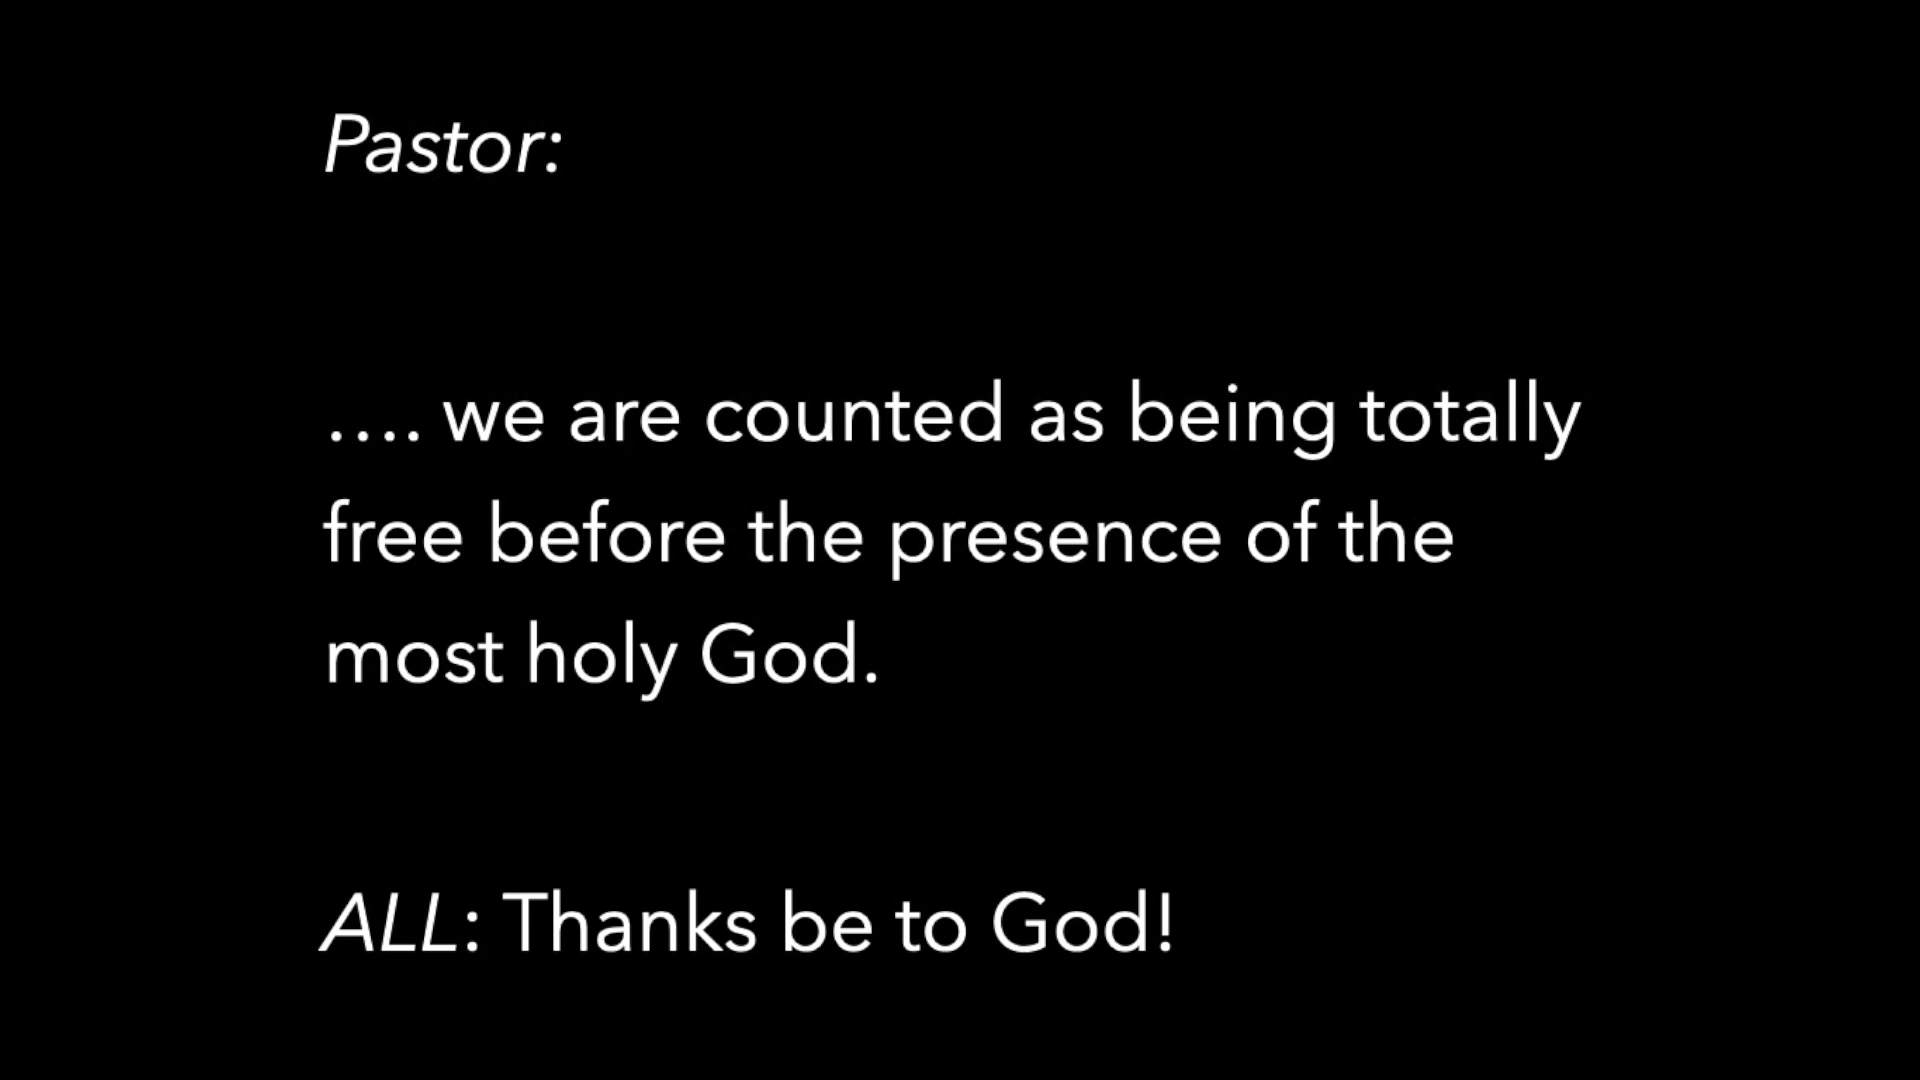 Pastor:
.... we are counted as being totally
free before the presence of the
most holy God.
ALL: Thanks be to God!